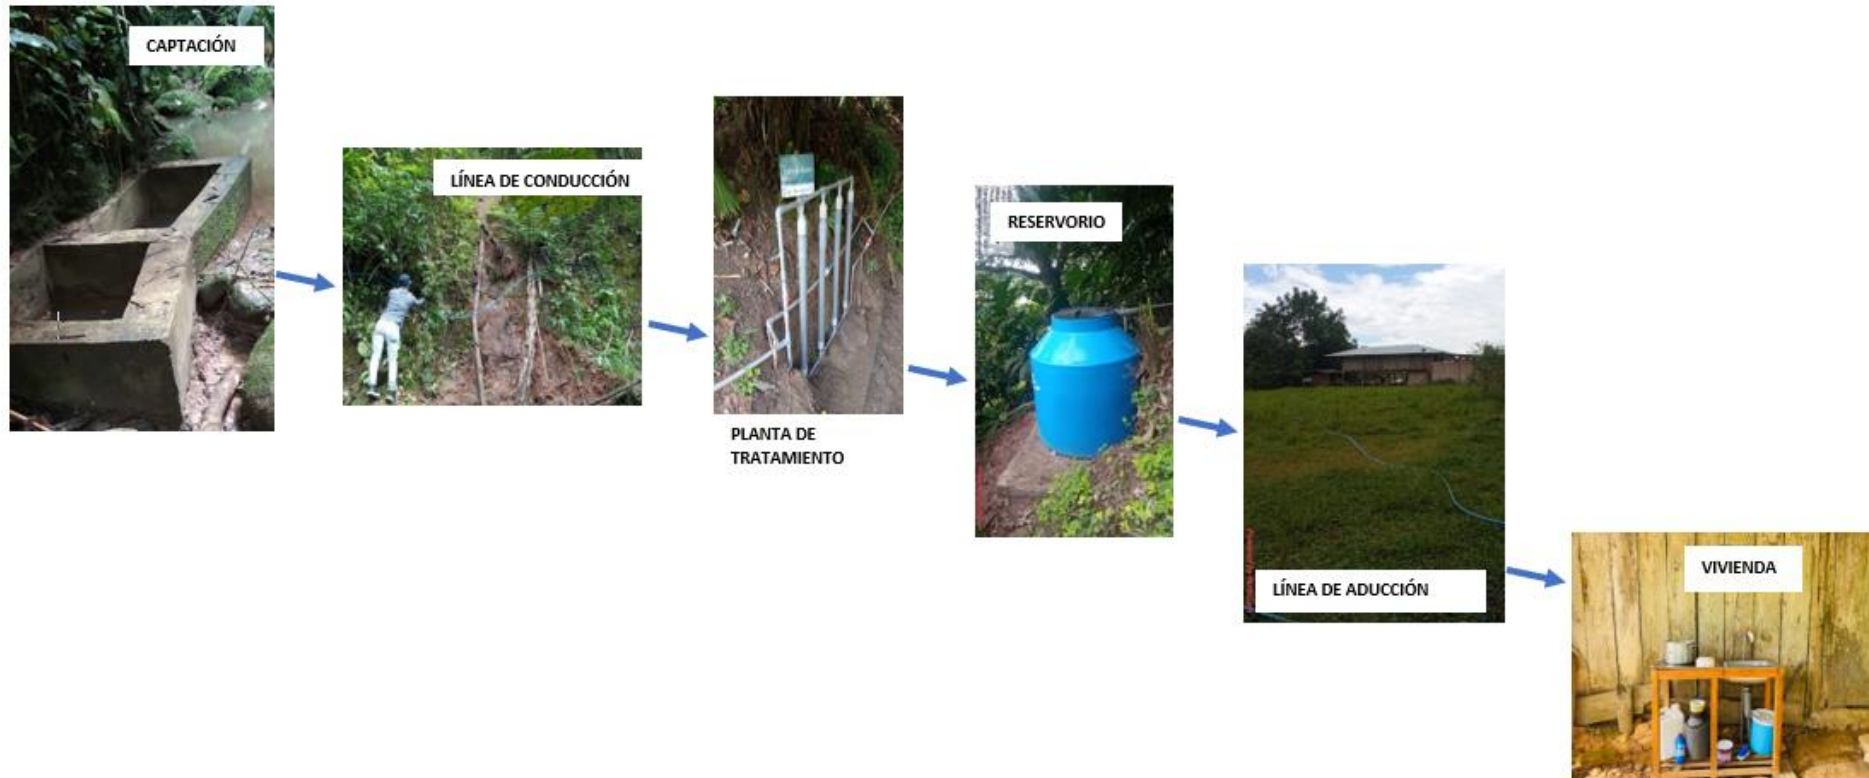 CAPTACIÓN
LÍNEA DE CONDUCCIÓN
PLANTA DE
TRATAMIENTO
RESERVORIO
LÍNEA DE ADUCCIÓN
VIVIENDA